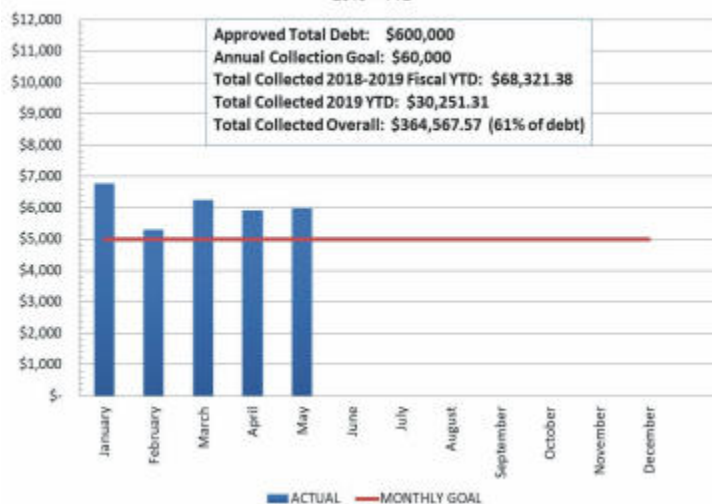 $12,000
$11,000
$10,000
$9,000
$8,000
$7,000
$6,000
$5,000
$4,000
$3,000
$2,000
$1,000
$-
Approved Total Debt: $600,000
Annual Collection Goal: $60,000
Total Collected 2018-2019 Fiscal YTD: $68,321.38
Total Collected 2019 YTD: $30,251.31
Total Collected Overall: $364,567.57 (61% of debt)
January
February
March
April
May
June
July
August
September
October
November
December
ACTUAL
MONTHLY GOAL